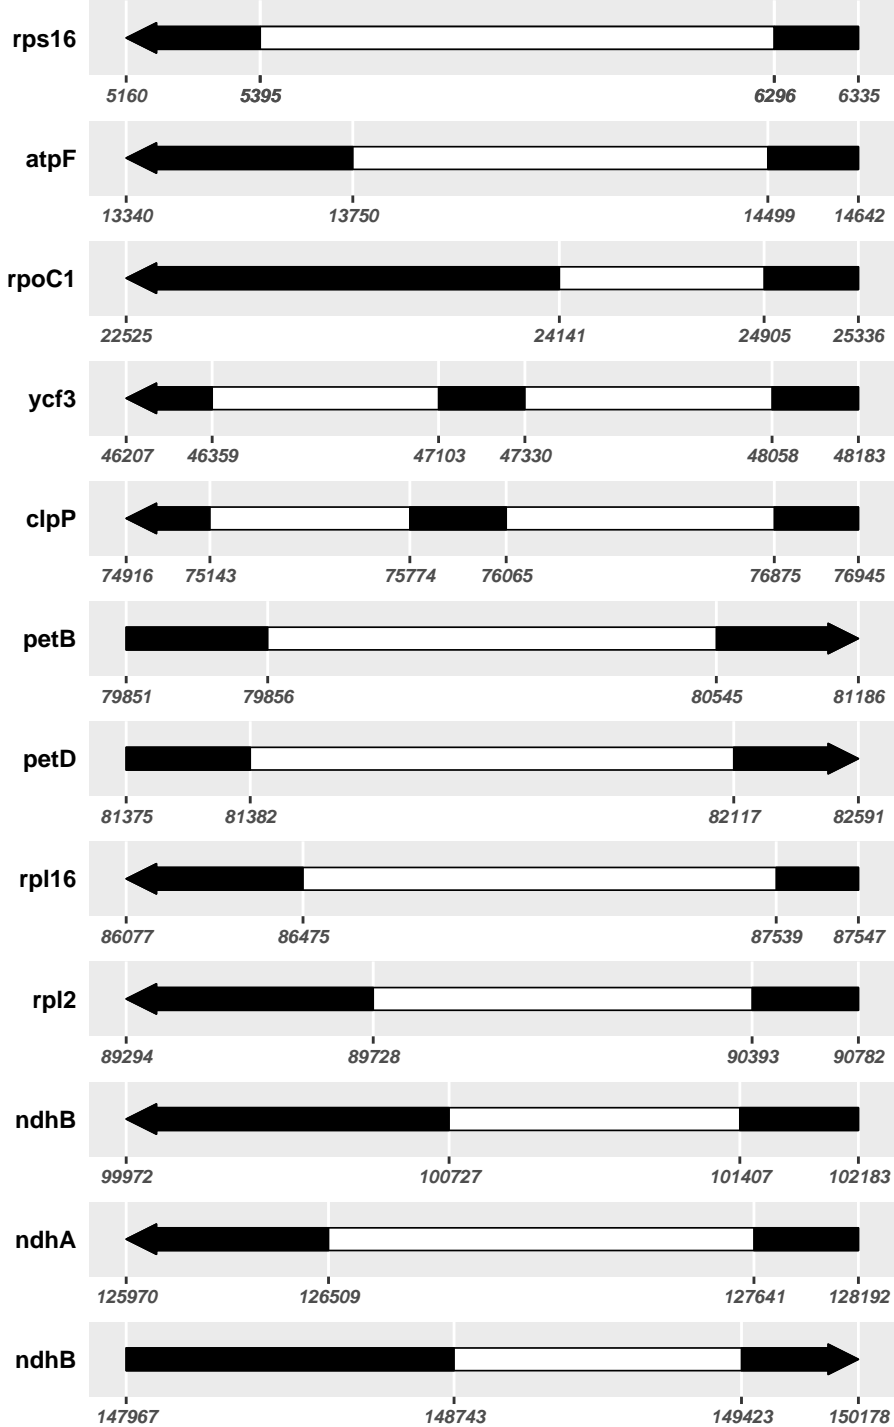 rps16
5160 5395 6296 6335
atpF
13340 13750 14499 14642
rpoC1
22525 24141 24905 25336
ycf3
46207 46359 47103 47330 48058 48183
clpP
74916 75143 75774 76065 76875 76945
petB
79851 79856 80545 81186
petD
81375 81382 82117 82591
rpl16
86077 86475 87539 87547
rpl2
89294 89728 90393 90782
ndhB
99972 100727 101407 102183
ndhA
125970 126509 127641 128192
ndhB
147967 148743 149423 150178